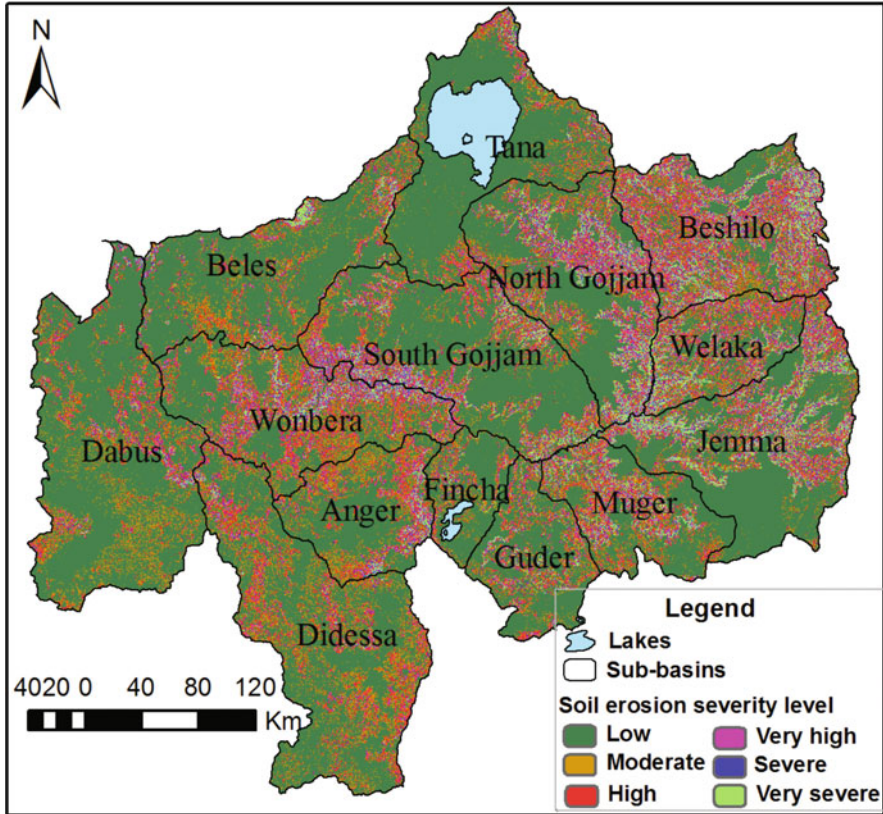 N
Tana
Beshilo
Beles
North Gojjam
Welaka
South Gojjam
Wonbera
Jemma
Dabus
Fincha
Anger
Muger
Guder
Didessa
4020 0 40 80 120
Km
Legend
Lakes
Sub-basins
Soil erosion severity level
Low
Very high
Moderate
Severe
High
Very severe